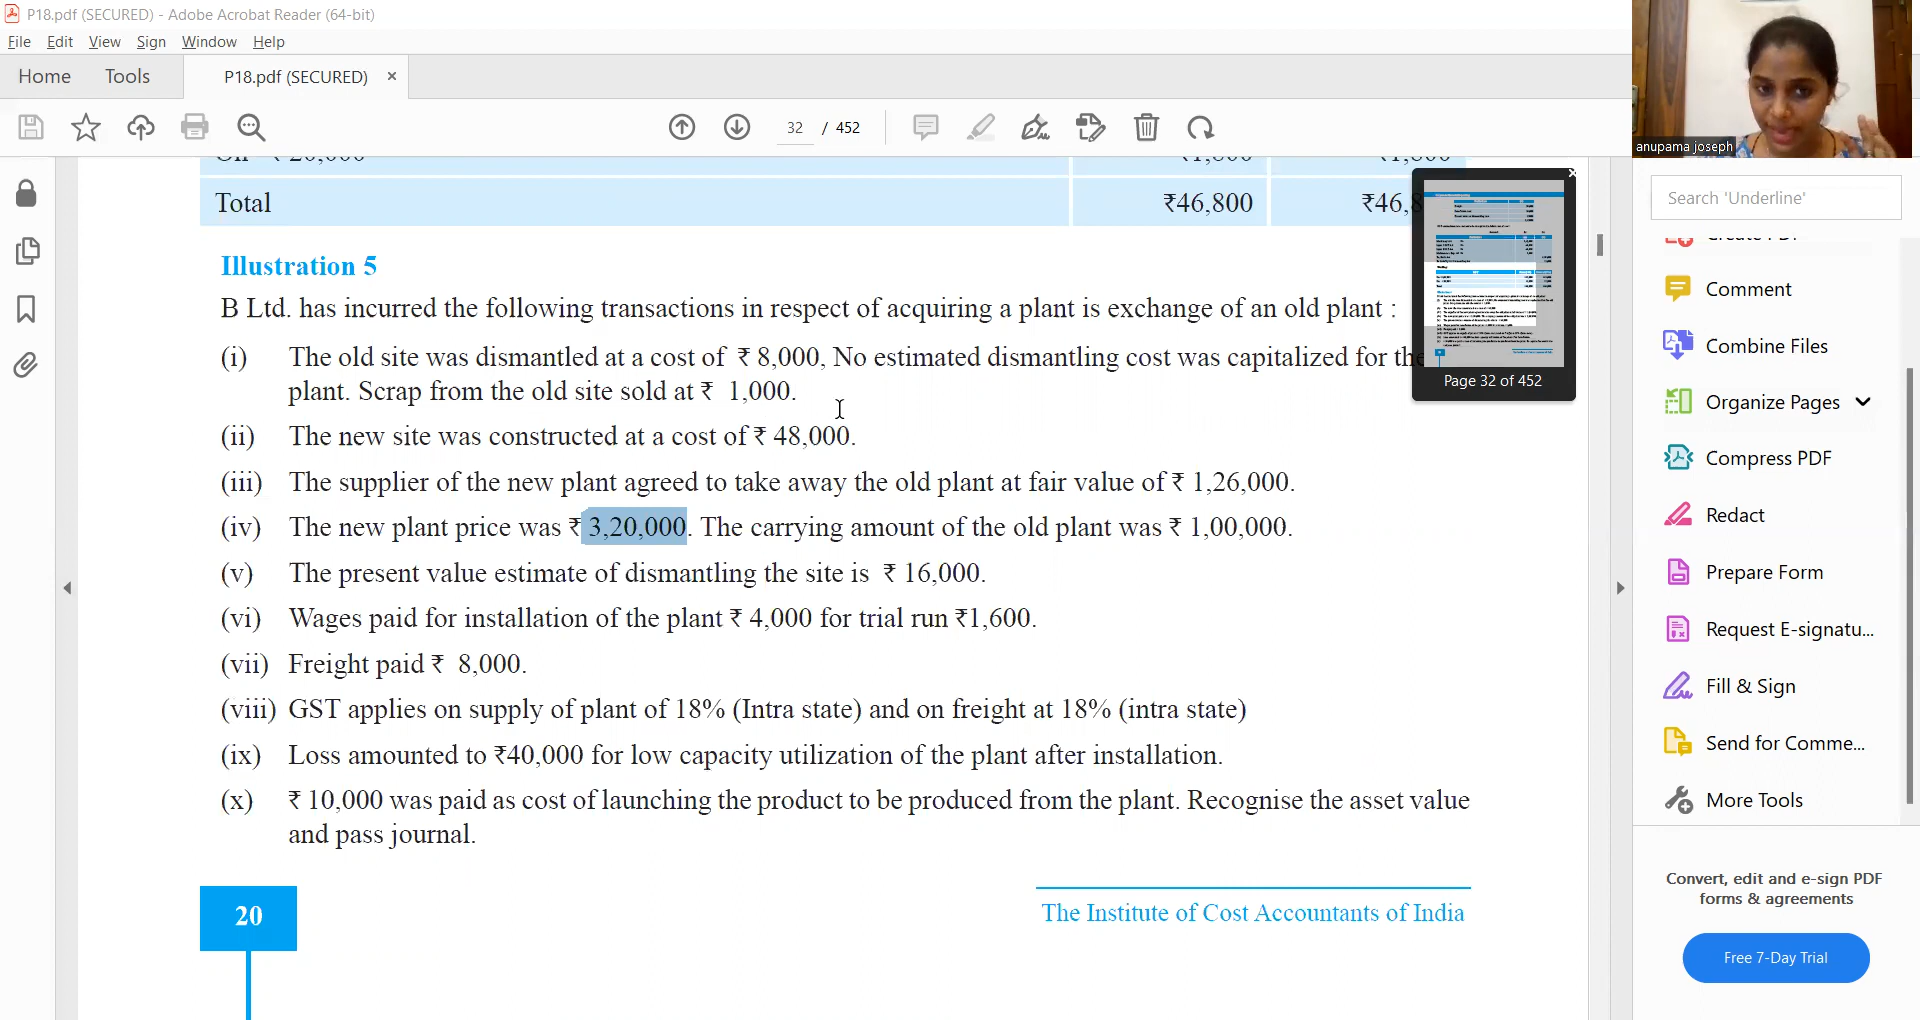 P18.pdf (SECURED) - Adobe Acrobat Reader (64-bit)
File Edit View Sign Window Help
Home Tools P18.pdf (SECURED) ×
32 / 452
anupama joseph
₹1,800 ₹1,800
Total ₹46,800 ₹46,8
Illustration 5
B Ltd. has incurred the following transactions in respect of acquiring a plant is exchange of an old plant :
(i) The old site was dismantled at a cost of ₹ 8,000, No estimated dismantling cost was capitalized for the
plant. Scrap from the old site sold at ₹ 1,000.
(ii) The new site was constructed at a cost of ₹ 48,000.
(iii) The supplier of the new plant agreed to take away the old plant at fair value of ₹ 1,26,000.
(iv) The new plant price was ₹ 3,20,000. The carrying amount of the old plant was ₹ 1,00,000.
(v) The present value estimate of dismantling the site is ₹ 16,000.
(vi) Wages paid for installation of the plant ₹ 4,000 for trial run ₹1,600.
(vii) Freight paid ₹ 8,000.
(viii) GST applies on supply of plant of 18% (Intra state) and on freight at 18% (intra state)
(ix) Loss amounted to ₹40,000 for low capacity utilization of the plant after installation.
(x) ₹ 10,000 was paid as cost of launching the product to be produced from the plant. Recognise the asset value
and pass journal.
20
The Institute of Cost Accountants of India
Page 32 of 452
Search 'Underline'
Create PDF
Comment
Combine Files
Organize Pages
Compress PDF
Redact
Prepare Form
Request E-signatu...
Fill & Sign
Send for Comme...
More Tools
Convert, edit and e-sign PDF
forms & agreements
Free 7-Day Trial